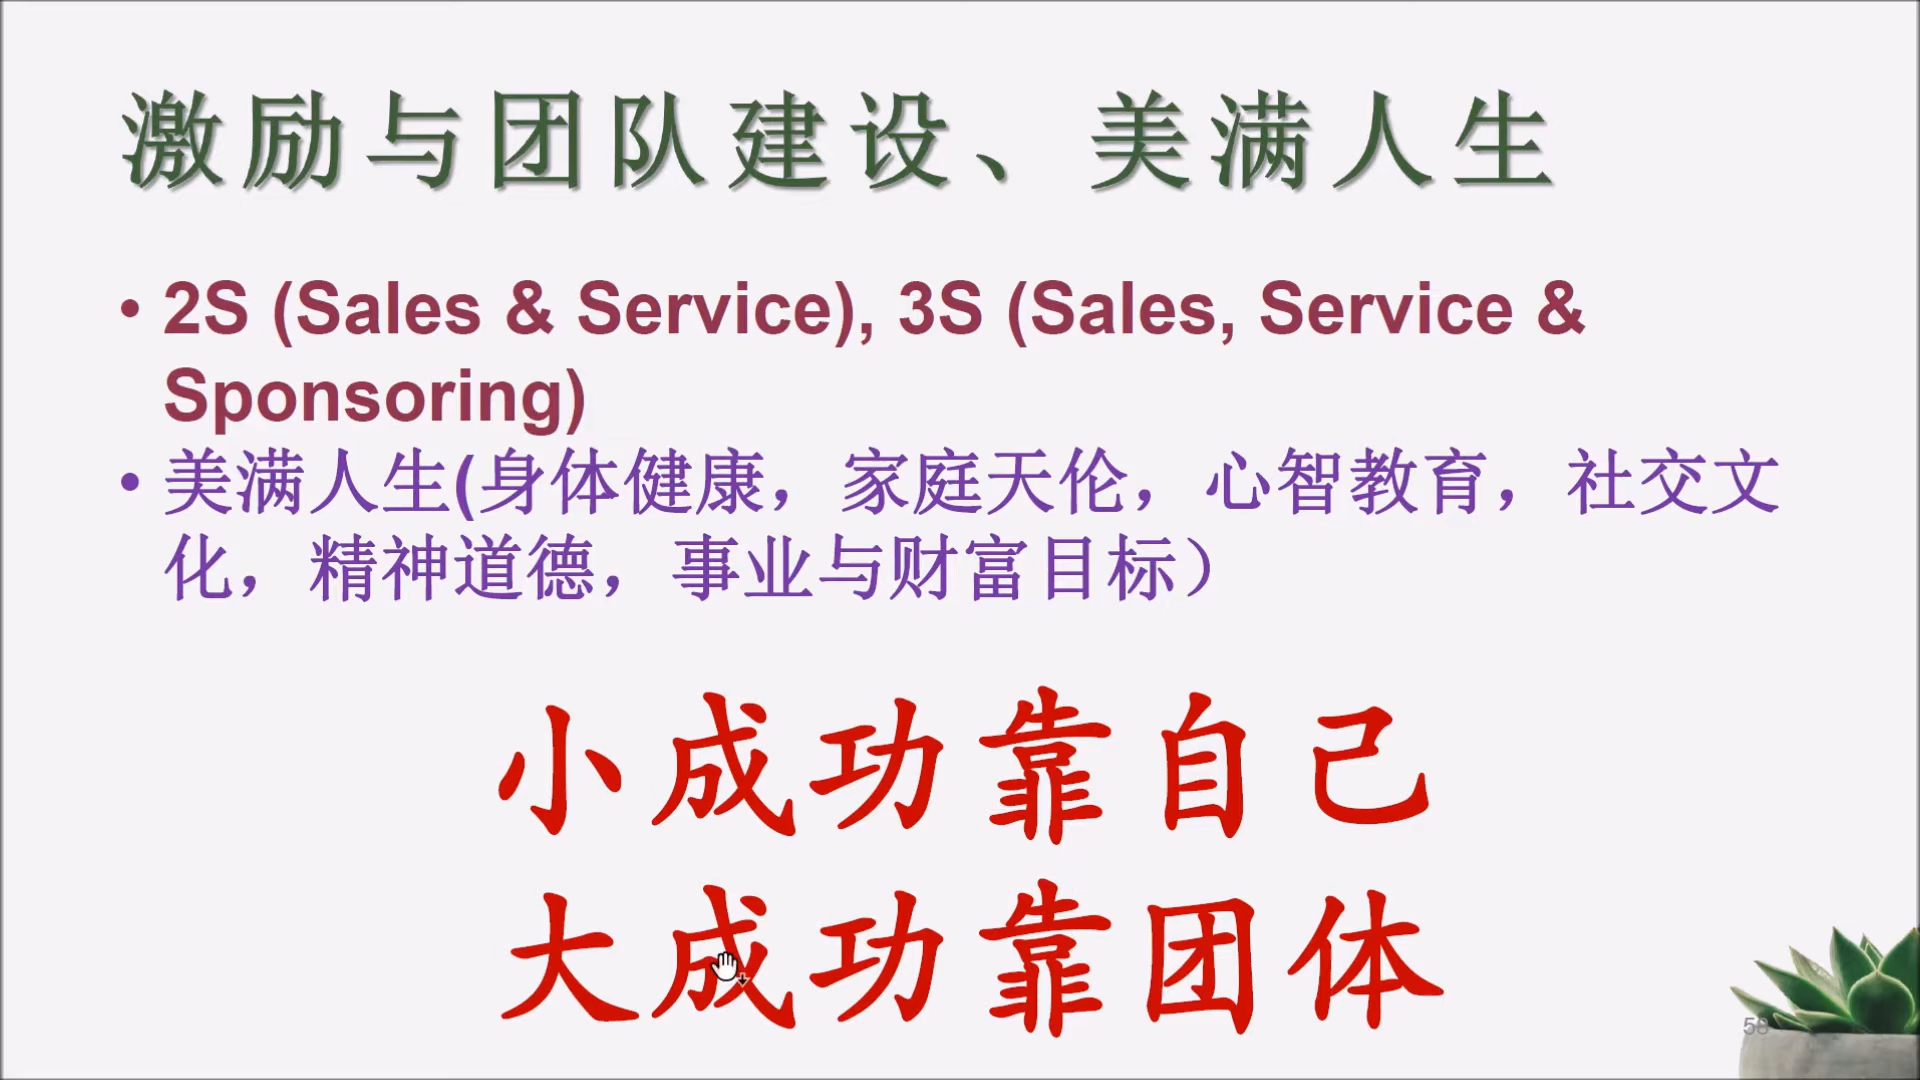 激励与团队建设、美满人生
• 2S (Sales & Service), 3S (Sales, Service &
Sponsoring)
• 美满人生(身体健康，家庭天伦，心智教育，社交文
化，精神道德，事业与财富目标）
小成功靠自己
大成功靠团体